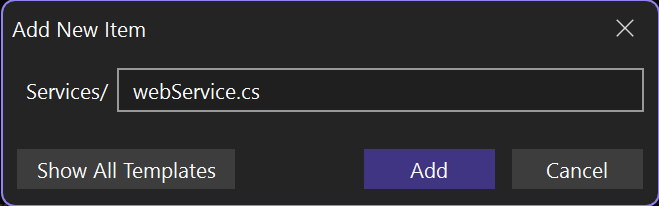 Add New Item
Services/ webService.cs
Show All Templates Add Cancel